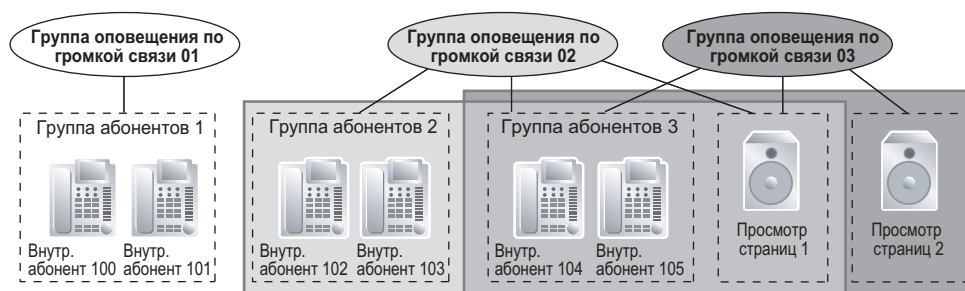 Группа оповещения по
громкой связи 01
Группа оповещения по
громкой связи 02
Группа оповещения по
громкой связи 03
Группа абонентов 1
Группа абонентов 2
Группа абонентов 3
Внутр.
абонент 100
Внутр.
абонент 101
Внутр.
абонент 102
Внутр.
абонент 103
Внутр.
абонент 104
Внутр.
абонент 105
Просмотр
страниц 1
Просмотр
страниц 2